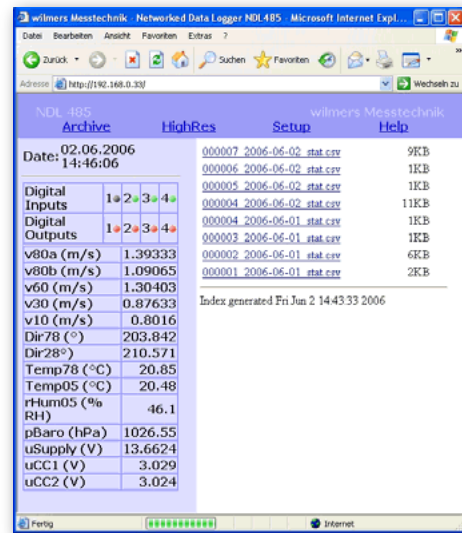 wilmers Messtechnik - Networked Data Logger NDL485 - Microsoft Internet Expl...
Datei Bearbeiten Ansicht Favoriten Extras ?
Zurück Suchen Favoriten
Adresse http://192.168.0.33/ Wechseln zu
NDL 485 wilmers Messtechnik
Archive HighRes Setup Help
Date: 02.06.2006
14:46:06
Digital Inputs 1 2 3 4
Digital Outputs 1 2 3 4
v80a (m/s) 1.39333
v80b (m/s) 1.09065
v60 (m/s) 1.30403
v30 (m/s) 0.87633
v10 (m/s) 0.8016
Dir78 (°) 203.842
Dir28°) 210.571
Temp78 (°C) 20.85
Temp05 (°C) 20.48
rHum05 (% RH) 46.1
pBaro (hPa) 1026.55
uSupply (V) 13.6624
uCC1 (V) 3.029
uCC2 (V) 3.024
000007_2006-06-02_stat.csv 9KB
000006_2006-06-02_stat.csv 1KB
000005_2006-06-02_stat.csv 1KB
000004_2006-06-02_stat.csv 11KB
000004_2006-06-01_stat.csv 1KB
000003_2006-06-01_stat.csv 1KB
000002_2006-06-01_stat.csv 6KB
000001_2006-06-01_stat.csv 2KB
Index generated Fri Jun 2 14:43:33 2006
Fertig Internet